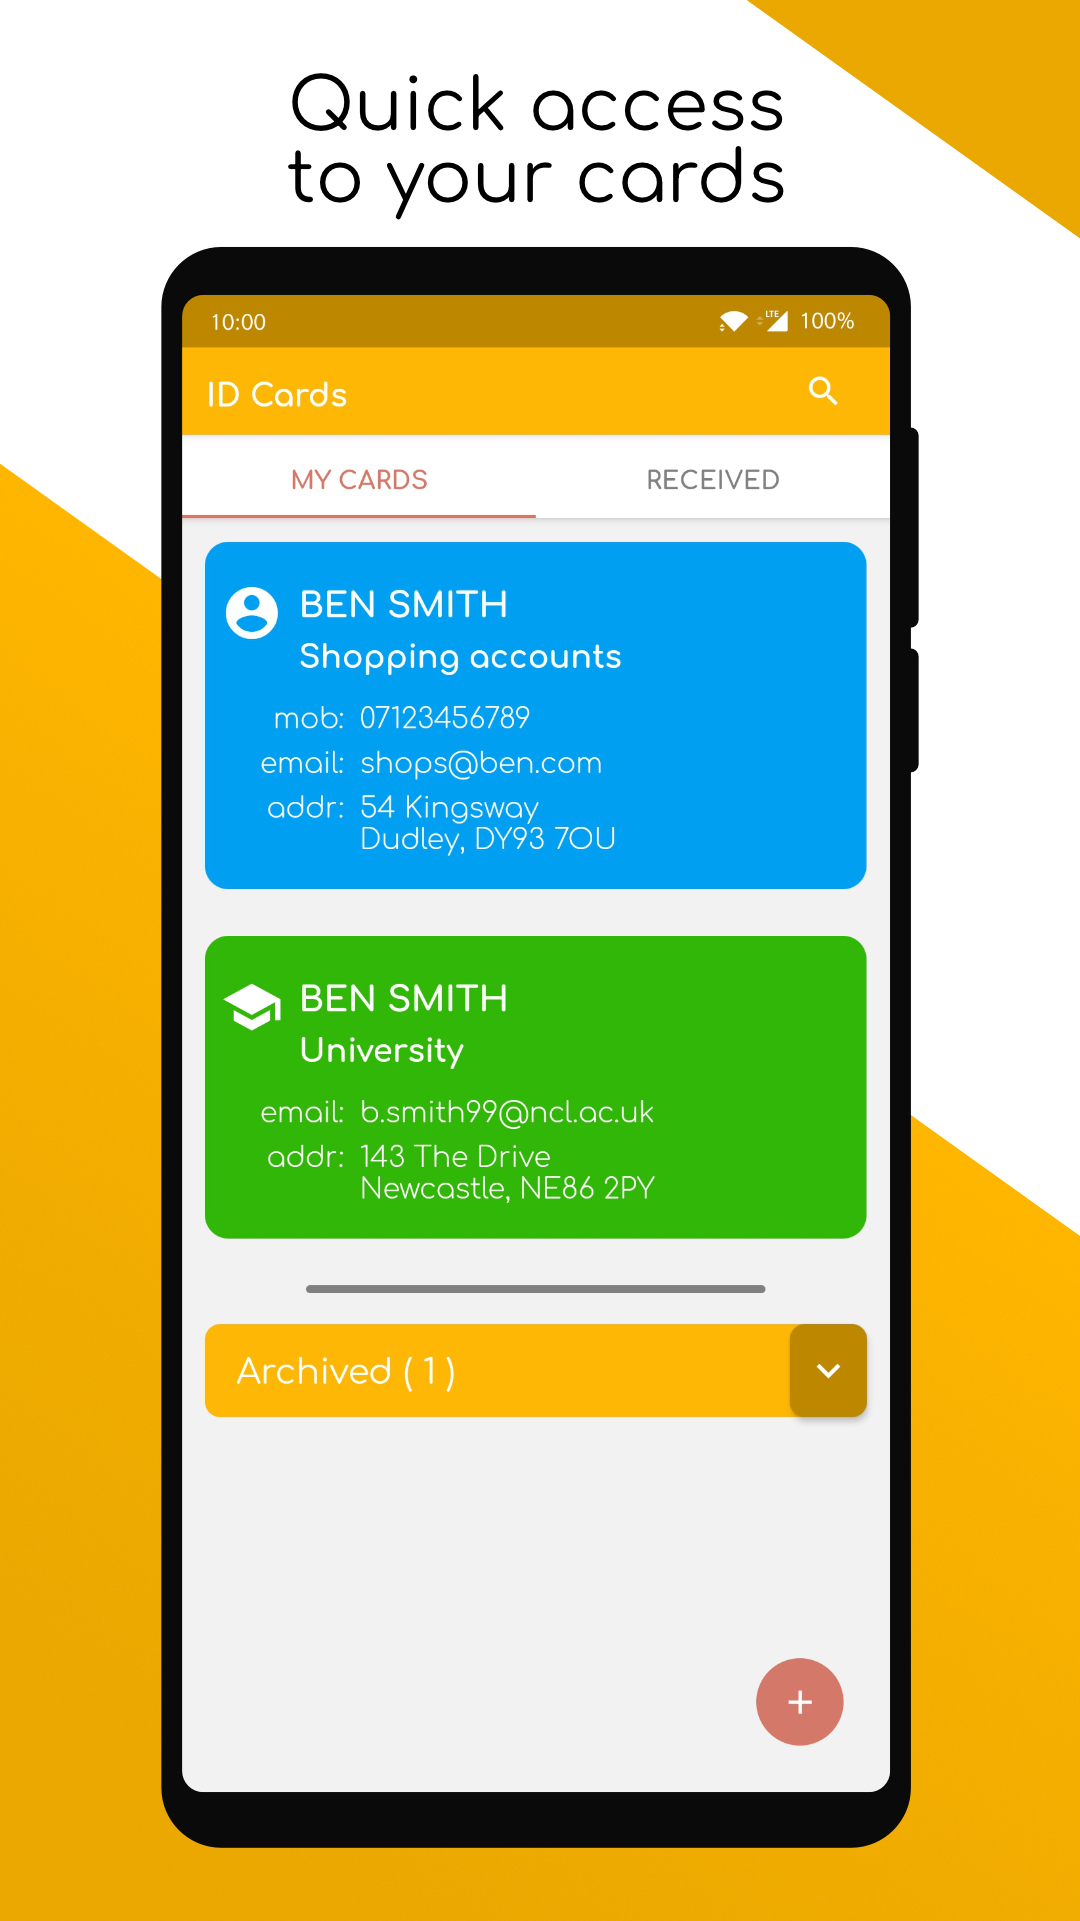 Quick access
to your cards
10:00
LTE
100%
ID Cards
MY CARDS
RECEIVED
BEN SMITH
Shopping accounts
mob: 07123456789
email: shops@ben.com
addr: 54 Kingsway
Dudley, DY93 7OU
BEN SMITH
University
email: b.smith99@ncl.ac.uk
addr: 143 The Drive
Newcastle, NE86 2PY
Archived ( 1 )